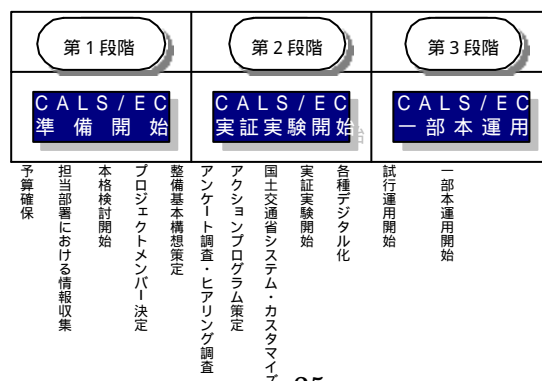 第１段階
第２段階
第３段階
ＣＡＬＳ/ＥＣ
準備開始
ＣＡＬＳ/ＥＣ
実証実験開始
ＣＡＬＳ/ＥＣ
一部本運用
予算確保
担当部署における情報収集
本格検討開始
プロジェクトメンバー決定
整備基本構想策定
アンケート調査・ヒアリング調査
アクションプログラム策定
国土交通省システム・カスタマイズ
実証実験開始
各種デジタル化
試行運用開始
一部本運用開始